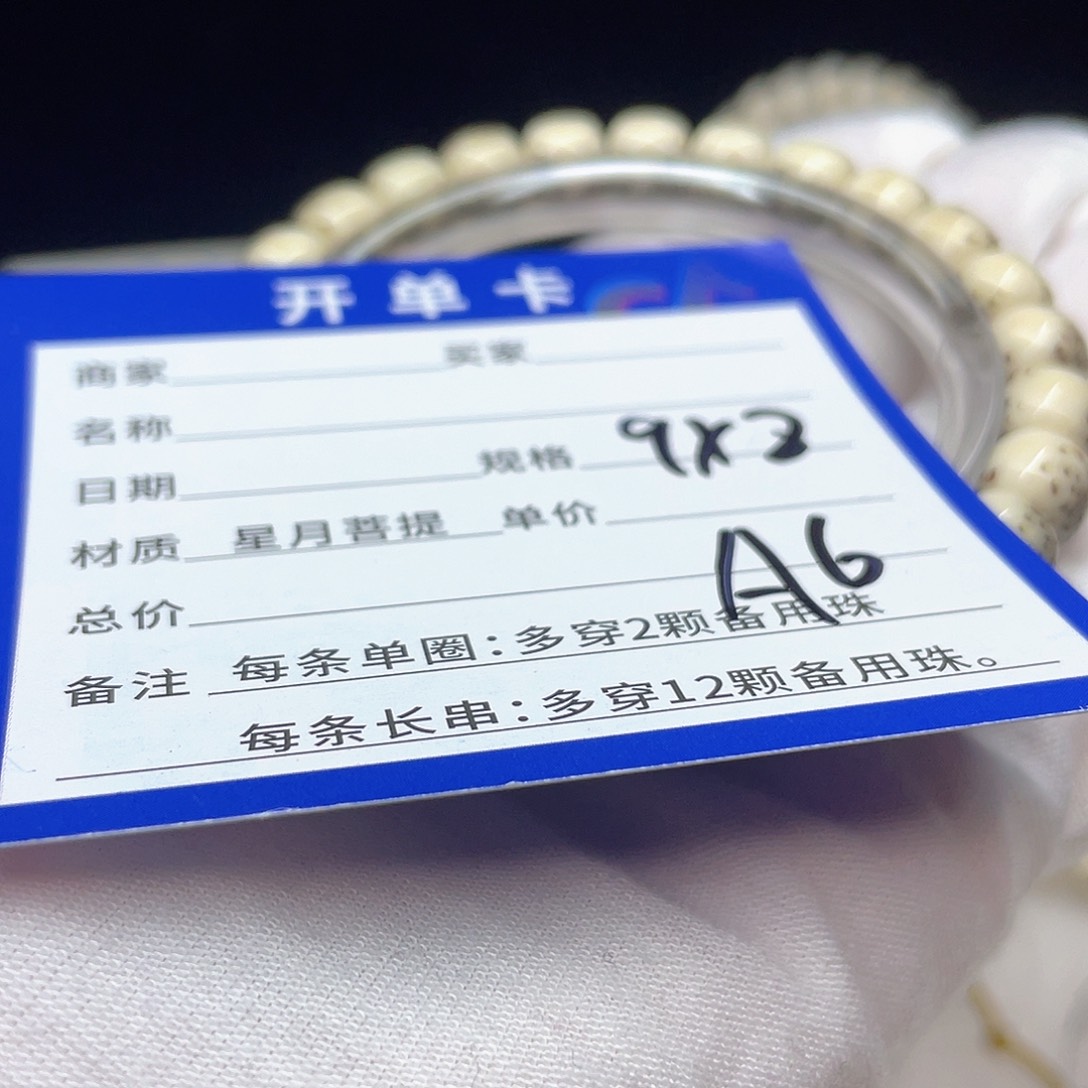 开单卡
商家 买家
名称
日期 规格 9x8
材质 星月菩提 单价
总价 A6
备注 每条单圈：多穿2颗备用珠
每条长串：多穿12颗备用珠。